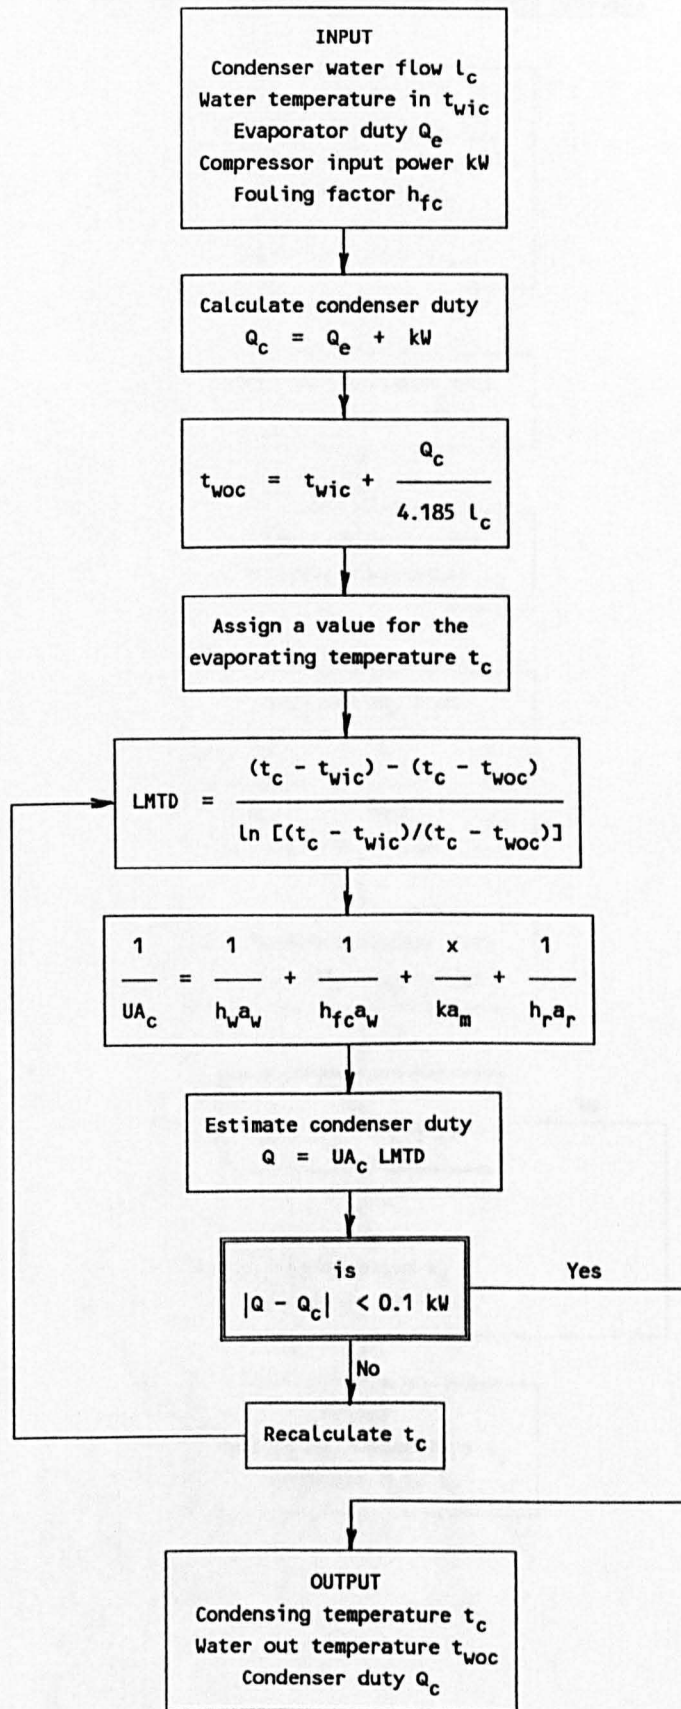 INPUT
Condenser water flow l_c
Water temperature in t_wic
Evaporator duty Q_e
Compressor input power kW
Fouling factor h_fc
Calculate condenser duty
Q_c = Q_e + kW
t_woc = t_wic + Q_c / 4.185 l_c
Assign a value for the
evaporating temperature t_c
LMTD = (t_c - t_wic) - (t_c - t_woc) / ln [(t_c - t_wic)/(t_c - t_woc)]
1/UA_c = 1/h_w a_w + 1/h_fc a_w + x/ka_m + 1/h_r a_r
Estimate condenser duty
Q = UA_c LMTD
is
|Q - Q_c| < 0.1 kW
Yes
No
Recalculate t_c
OUTPUT
Condensing temperature t_c
Water out temperature t_woc
Condenser duty Q_c